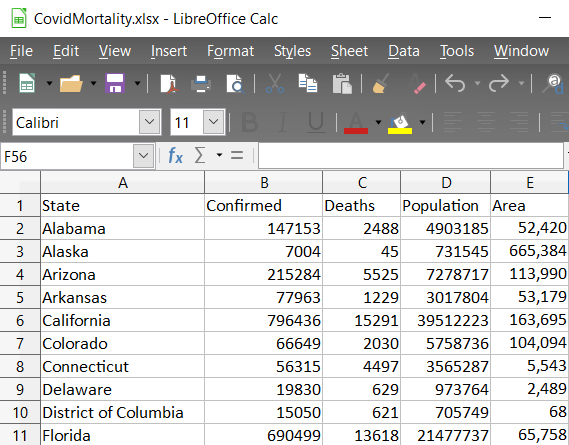 CovidMortality.xlsx - LibreOffice Calc
File Edit View Insert Format Styles Sheet Data Tools Window
Calibri 11 B I U A
F56 fx Σ =
A B C D E
1 State Confirmed Deaths Population Area
2 Alabama 147153 2488 4903185 52,420
3 Alaska 7004 45 731545 665,384
4 Arizona 215284 5525 7278717 113,990
5 Arkansas 77963 1229 3017804 53,179
6 California 796436 15291 39512223 163,695
7 Colorado 66649 2030 5758736 104,094
8 Connecticut 56315 4497 3565287 5,543
9 Delaware 19830 629 973764 2,489
10 District of Columbia 15050 621 705749 68
11 Florida 690499 13618 21477737 65,758